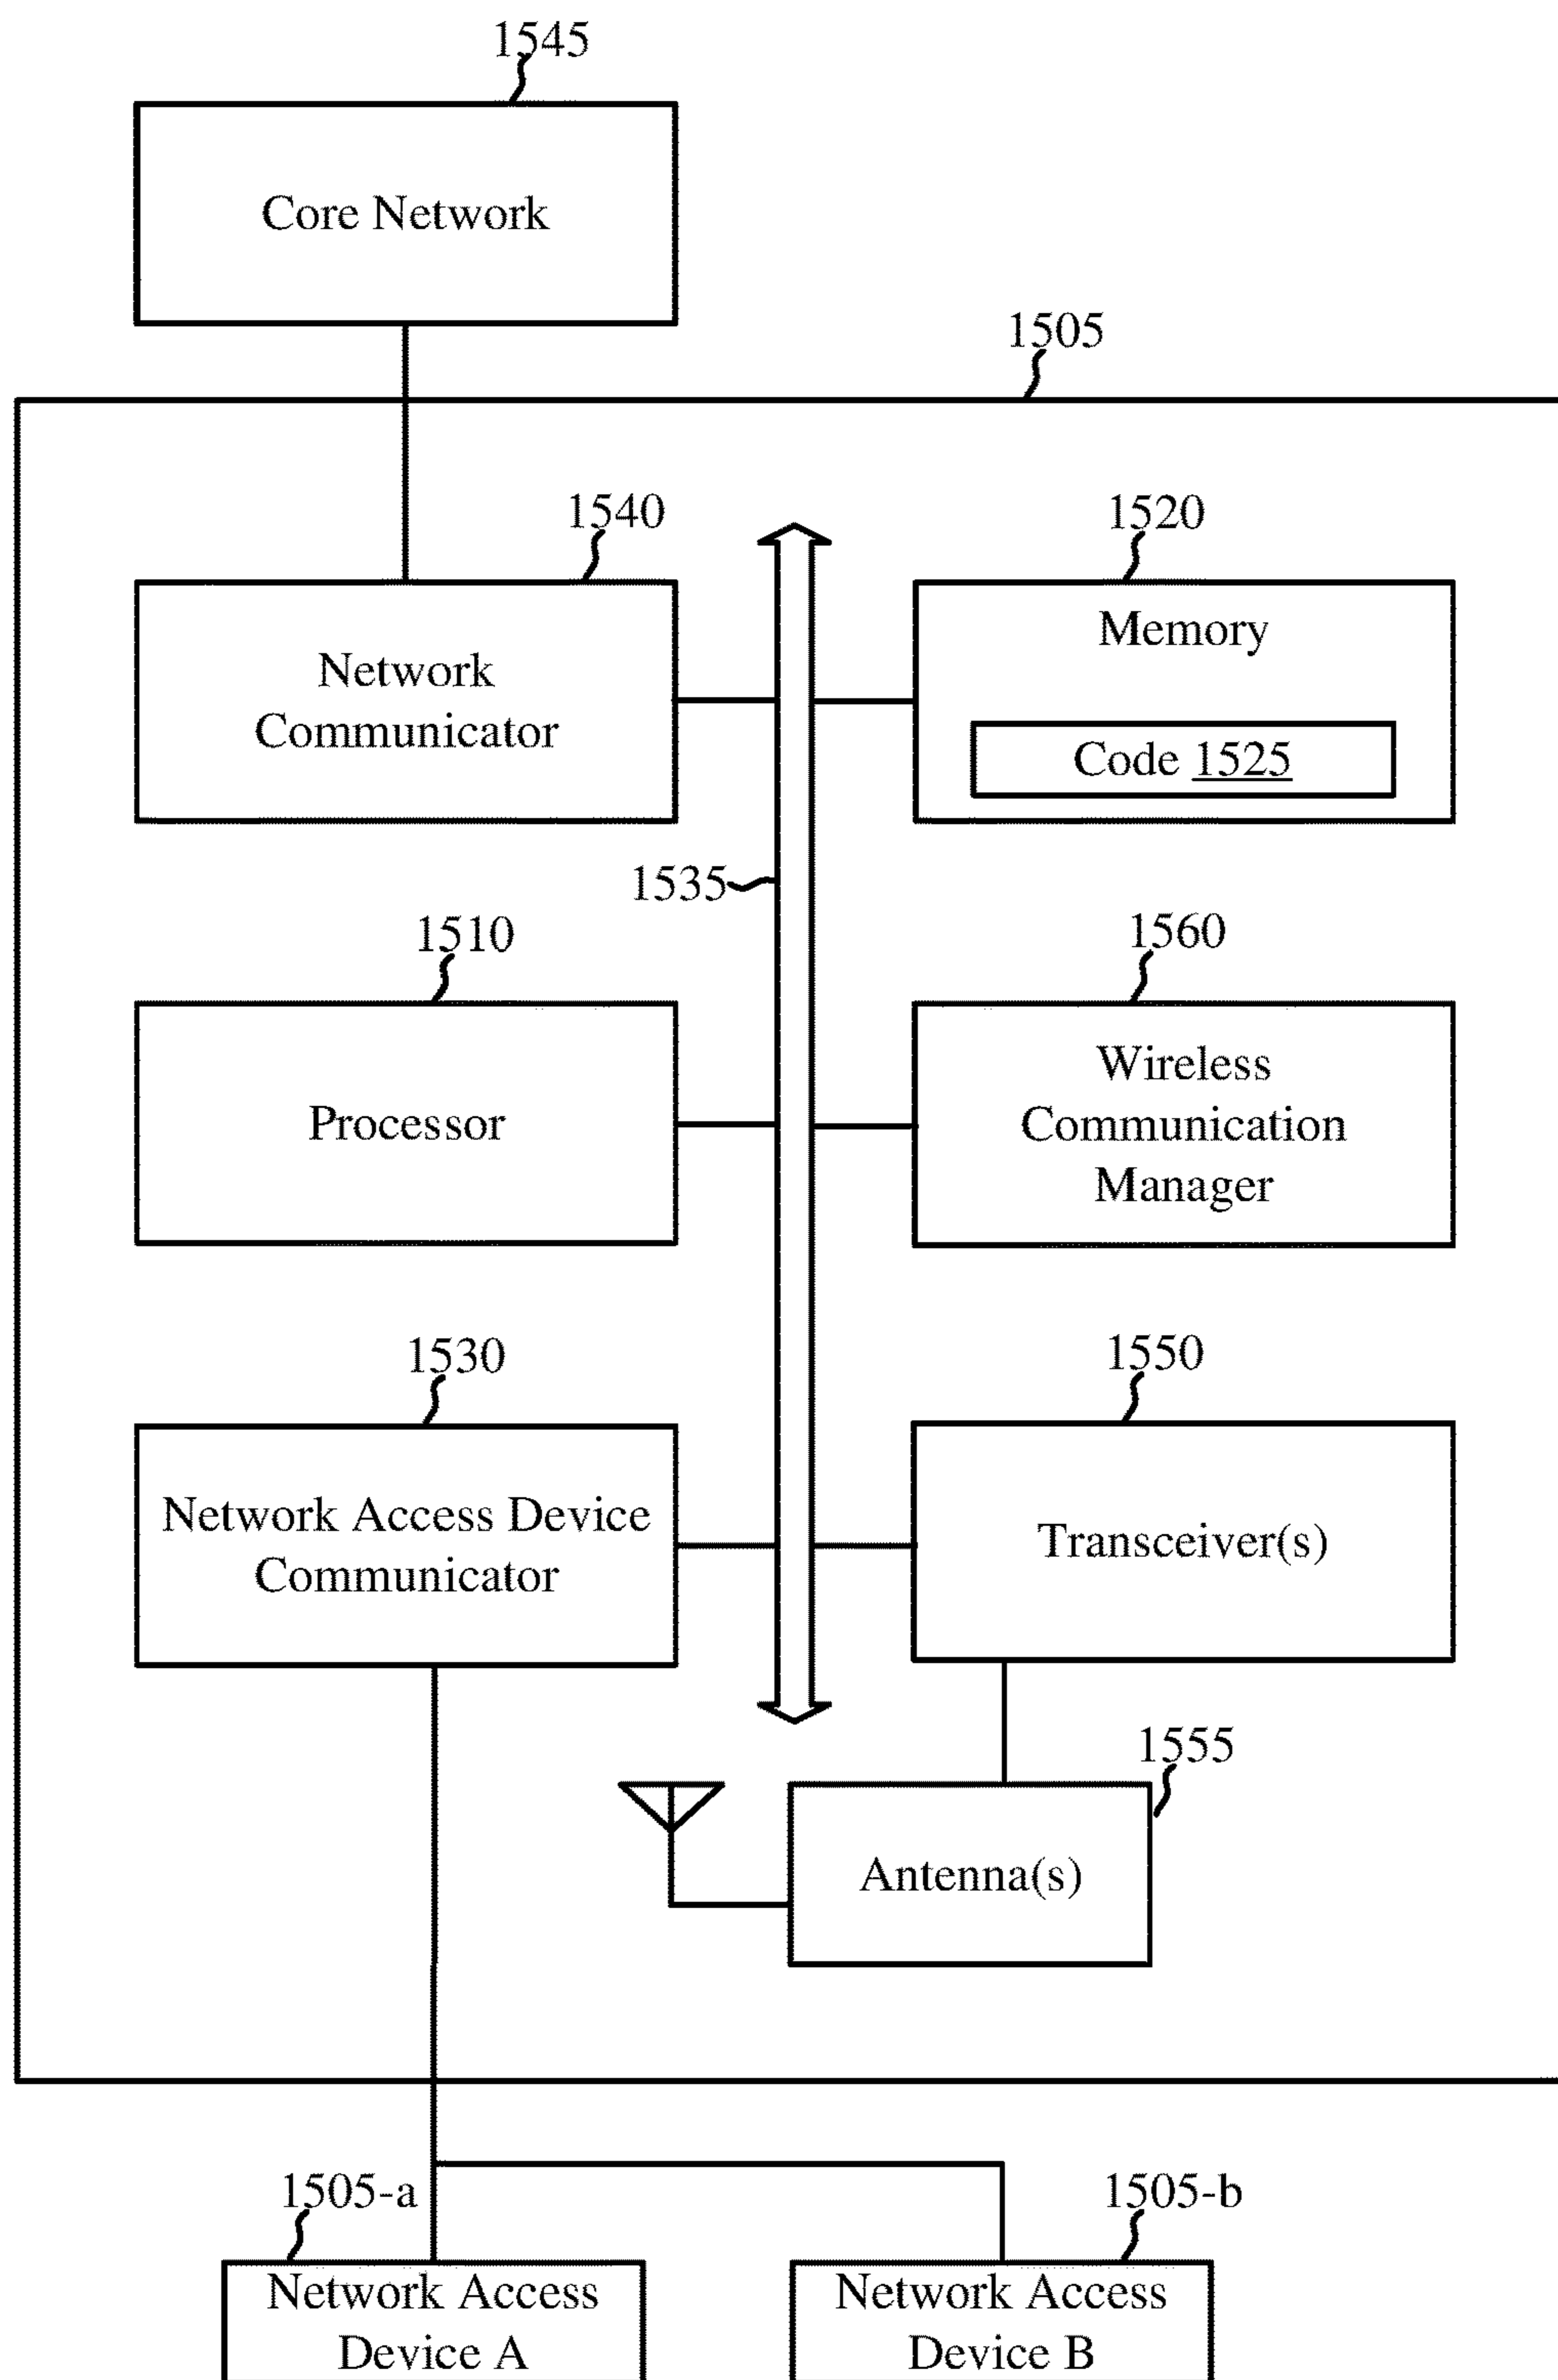 1545
Core Network
1505
1540
1520
Network
Communicator
Memory
Code 1525
1535
1510
1560
Processor
Wireless
Communication
Manager
1530
1550
Network Access Device
Communicator
Transceiver(s)
1555
Antenna(s)
1505-a
1505-b
Network Access
Device A
Network Access
Device B